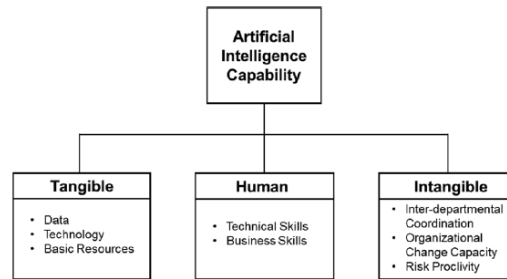 Artificial
Intelligence
Capability
Tangible
• Data
• Technology
• Basic Resources
Human
• Technical Skills
• Business Skills
Intangible
• Inter-departmental
Coordination
• Organizational
Change Capacity
• Risk Proclivity